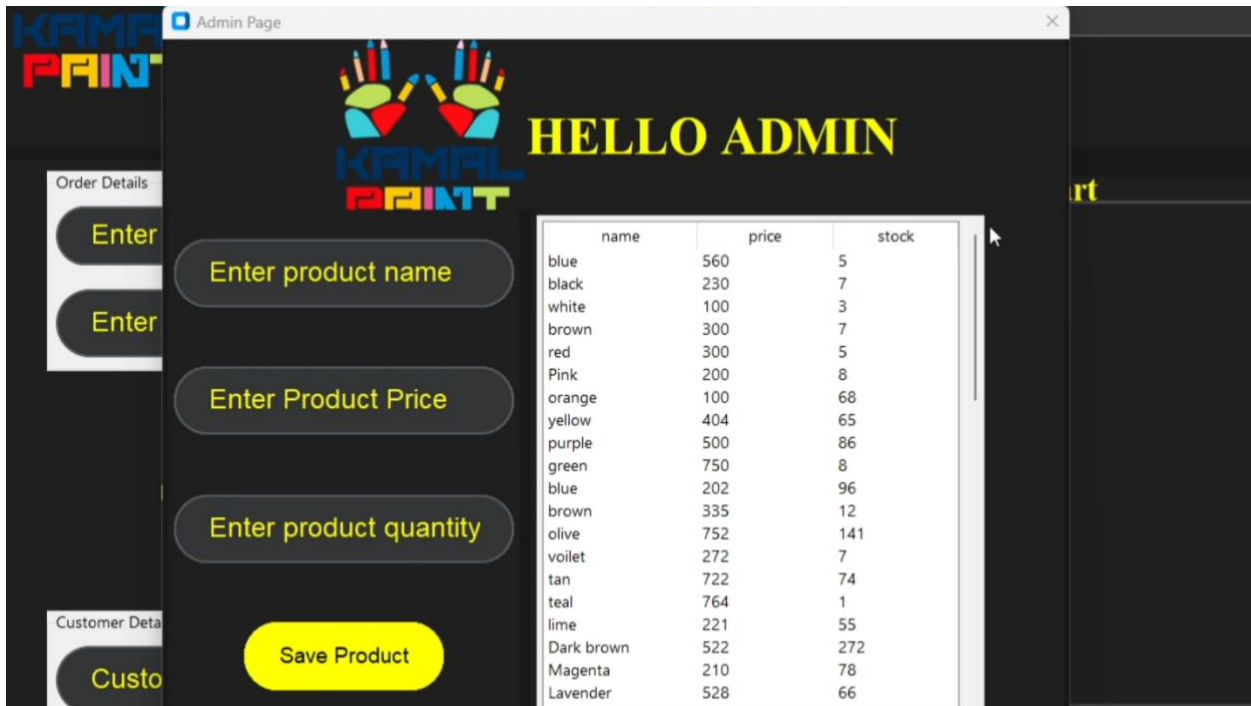 KAMAL
PAINT
Admin Page
KAMAL
PAINT
HELLO ADMIN
Order Details
Enter
Enter
Customer Deta
Custo
Enter product name
Enter Product Price
Enter product quantity
Save Product
name price stock
blue 560 5
black 230 7
white 100 3
brown 300 7
red 300 5
Pink 200 8
orange 100 68
yellow 404 65
purple 500 86
green 750 8
blue 202 96
brown 335 12
olive 752 141
voilet 272 7
tan 722 74
teal 764 1
lime 221 55
Dark brown 522 272
Magenta 210 78
Lavender 528 66
rt